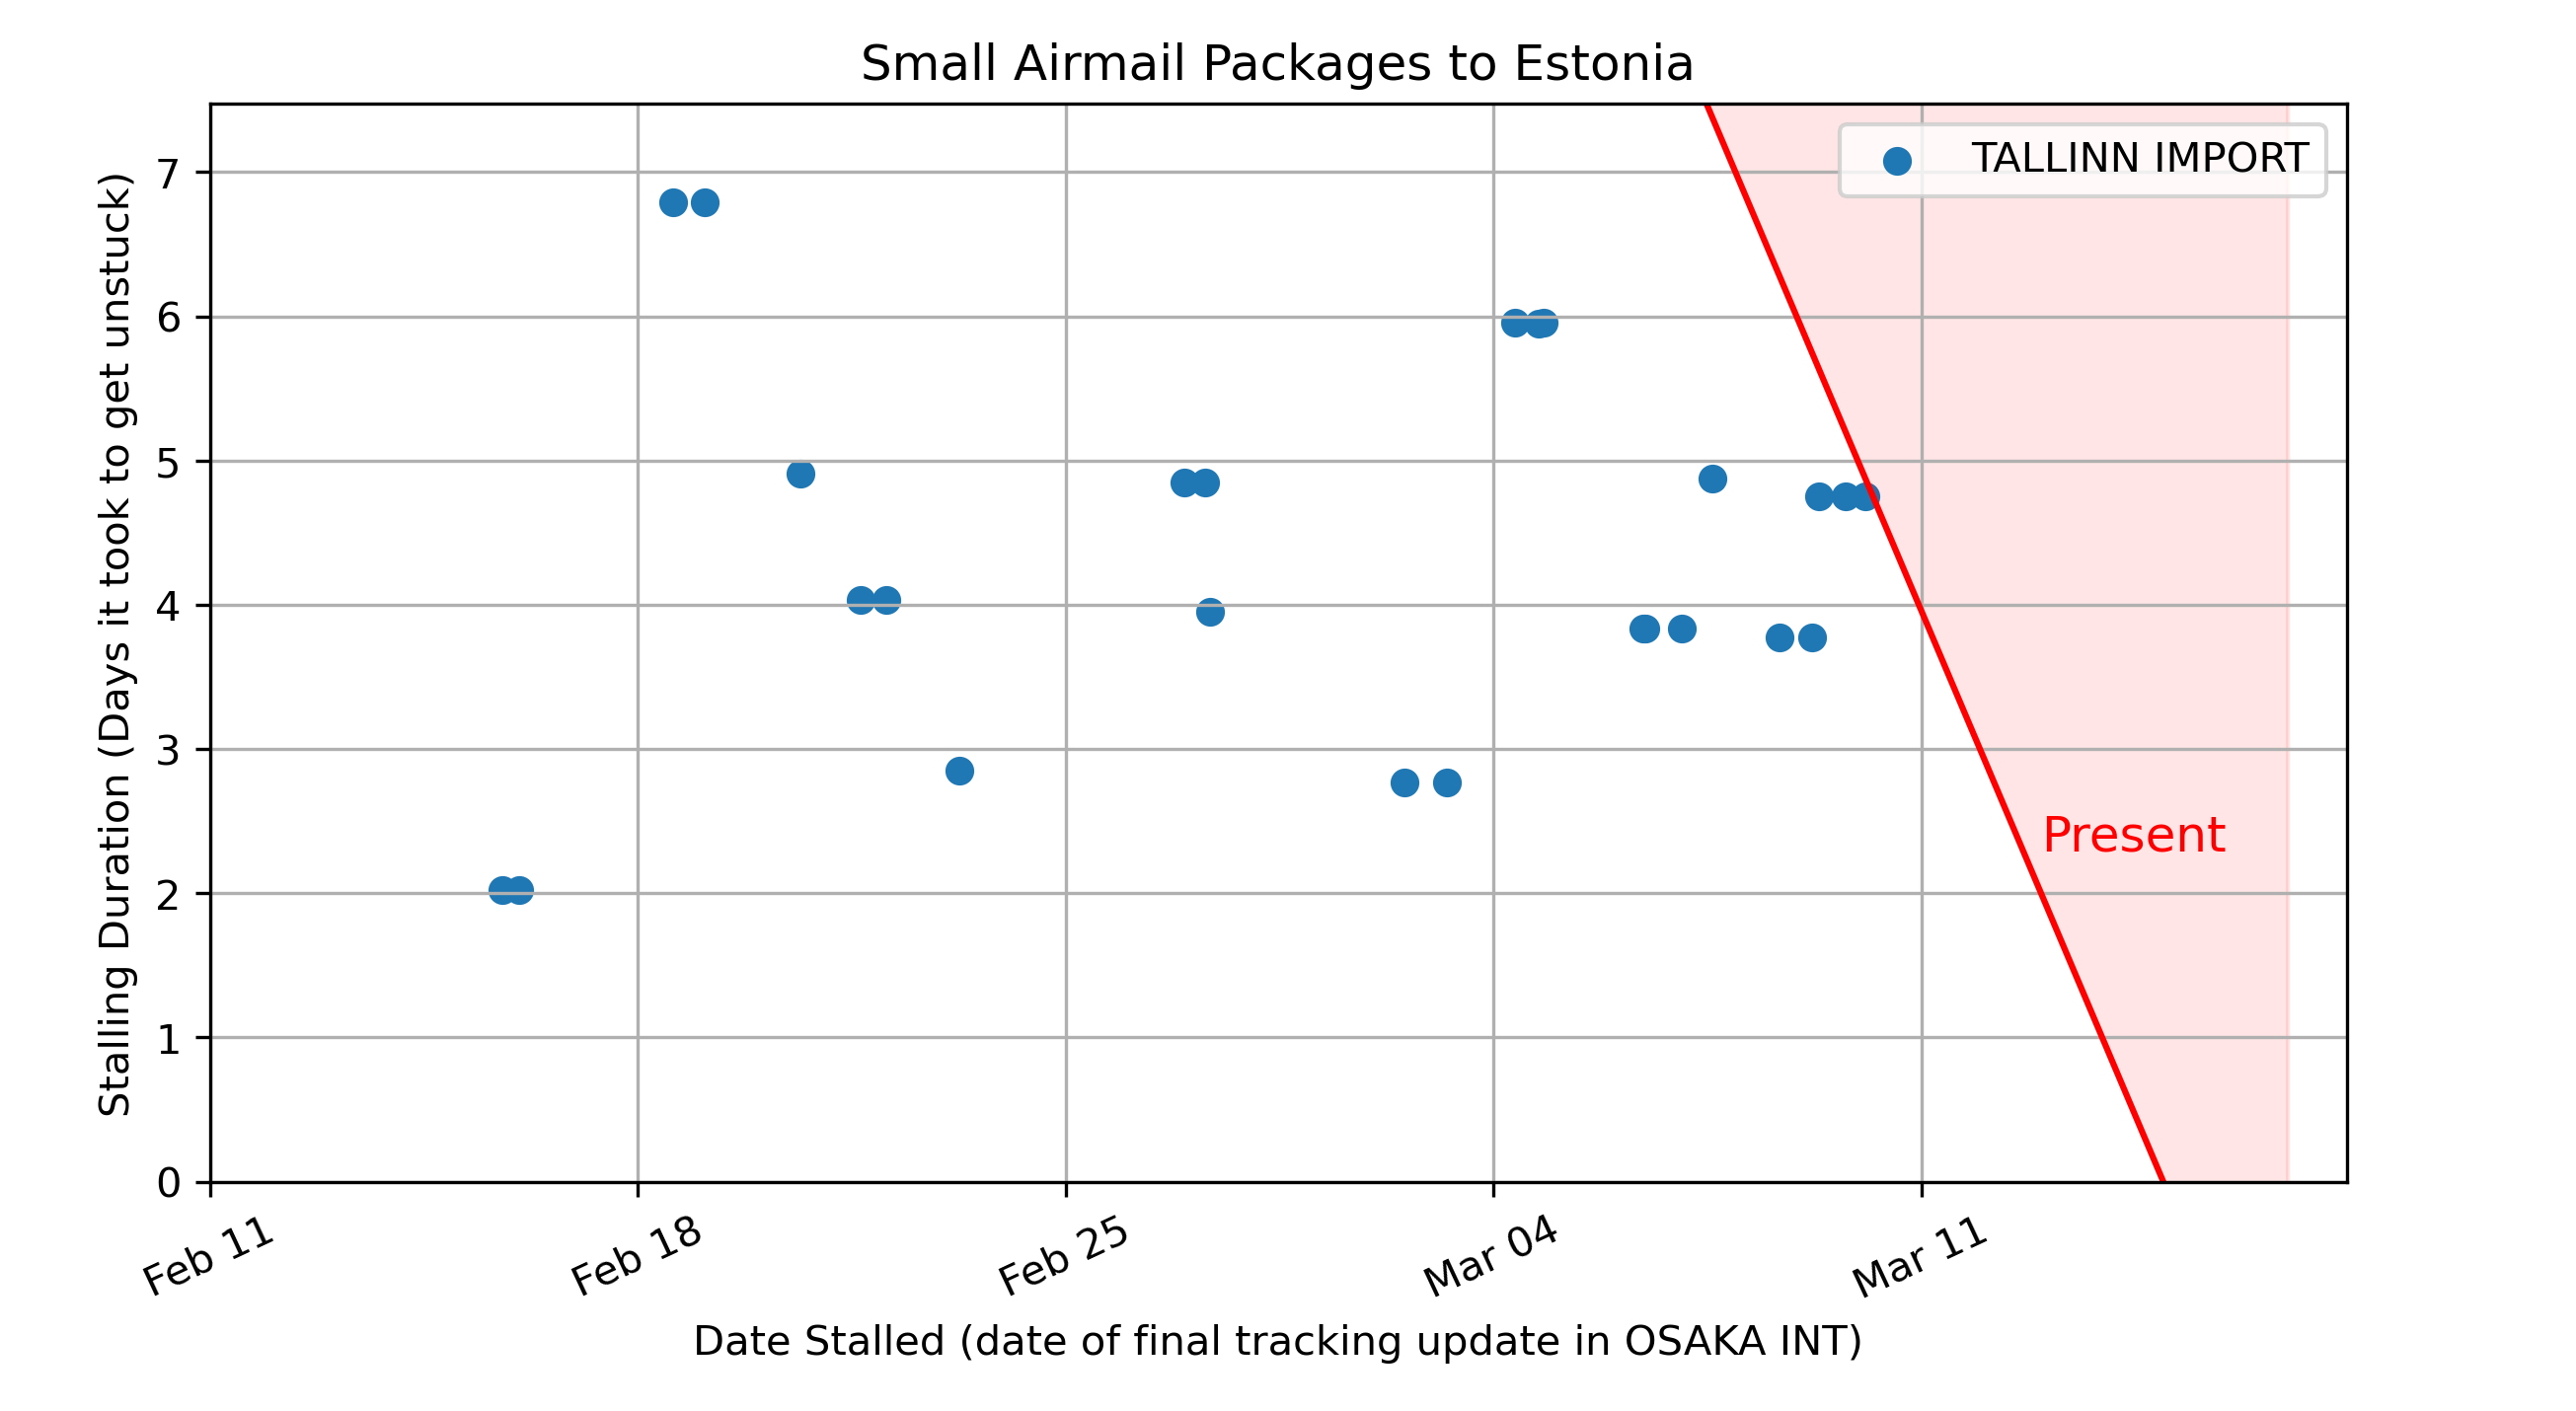 Small Airmail Packages to Estonia
TALLINN IMPORT
Stalling Duration (Days it took to get unstuck)
7
6
5
4
3
2
1
0
Present
Feb 11
Feb 18
Feb 25
Mar 04
Mar 11
Date Stalled (date of final tracking update in OSAKA INT)